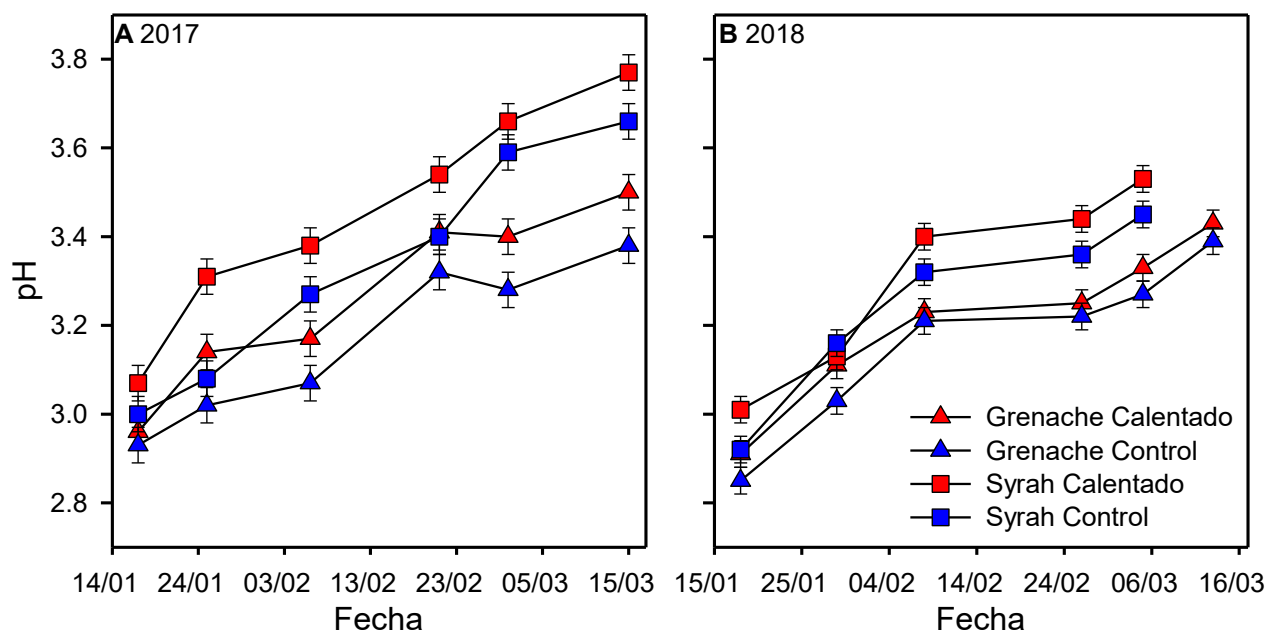 A 2017
B 2018
pH
3.8
3.6
3.4
3.2
3.0
2.8
Grenache Calentado
Grenache Control
Syrah Calentado
Syrah Control
14/01 24/01 03/02 13/02 23/02 05/03 15/03
15/01 25/01 04/02 14/02 24/02 06/03 16/03
Fecha
Fecha